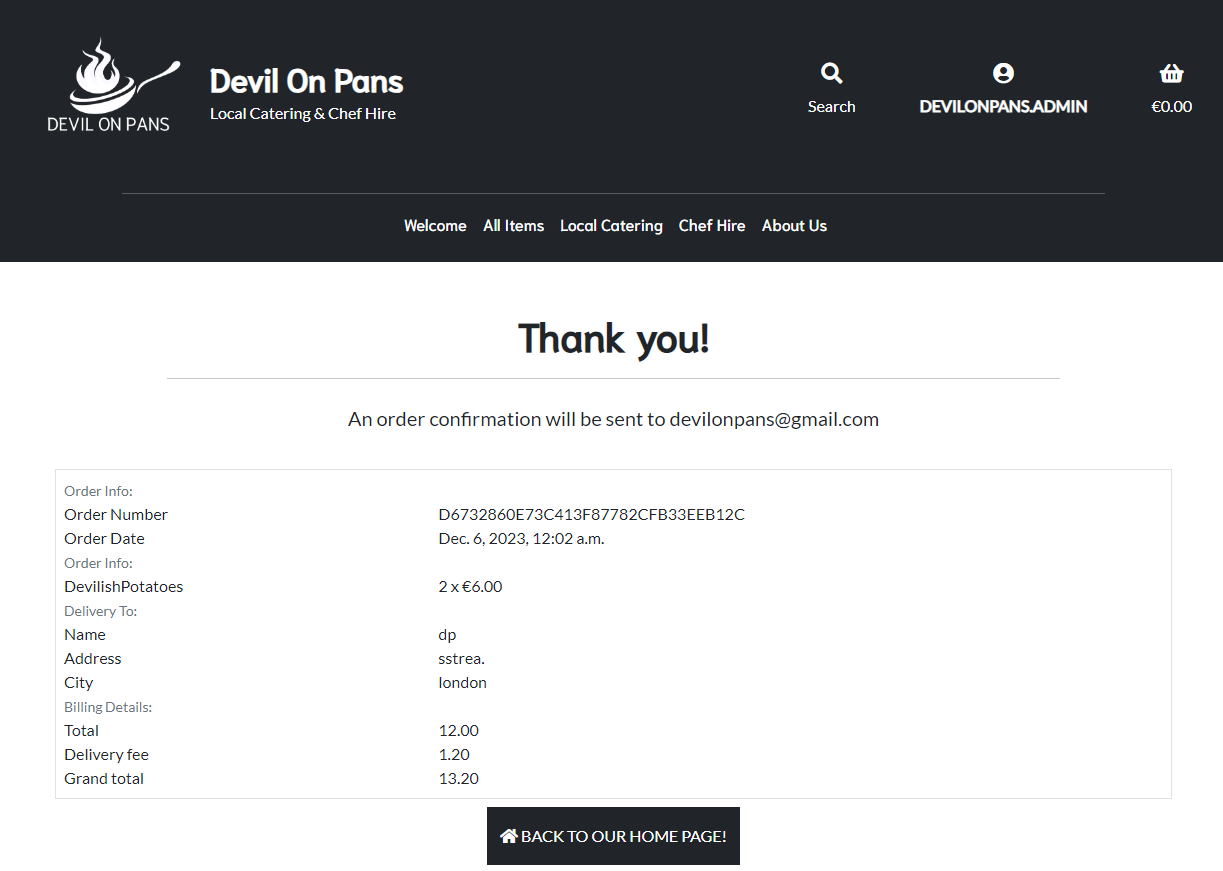 DEVIL ON PANS
Devil On Pans
Local Catering & Chef Hire
Search
DEVILONPANS.ADMIN
€0.00
Welcome All Items Local Catering Chef Hire About Us
Thank you!
An order confirmation will be sent to devilonpans@gmail.com
Order Info:
Order Number D6732860E73C413F87782CFB33EEB12C
Order Date Dec. 6, 2023, 12:02 a.m.
Order Info:
DevilishPotatoes 2 x €6.00
Delivery To:
Name dp
Address sstrea.
City london
Billing Details:
Total 12.00
Delivery fee 1.20
Grand total 13.20
BACK TO OUR HOME PAGE!